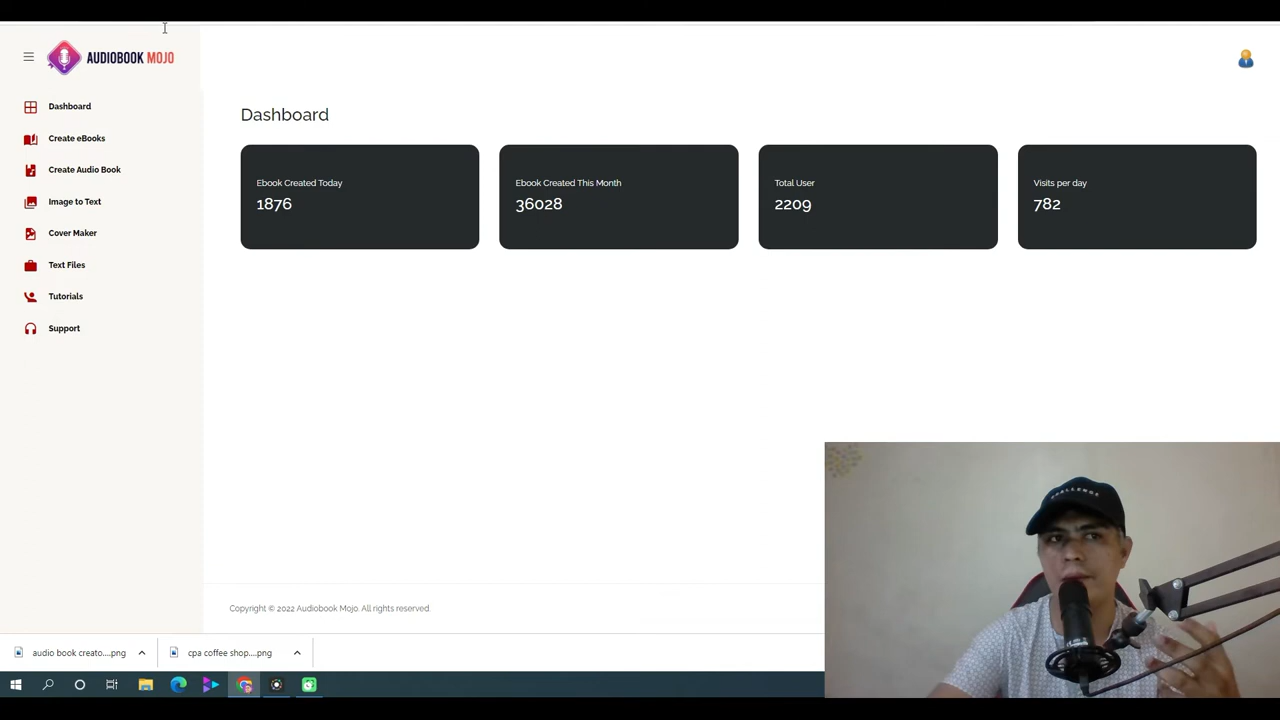 AUDIOBOOK MOJO
Dashboard
Create eBooks
Create Audio Book
Image to Text
Cover Maker
Text Files
Tutorials
Support
Dashboard
Ebook Created Today
1876
Ebook Created This Month
36028
Total User
2209
Visits per day
782
Copyright © 2022 Audiobook Mojo. All rights reserved.
audio book creato....png
cpa coffee shop....png
CHALLENGE